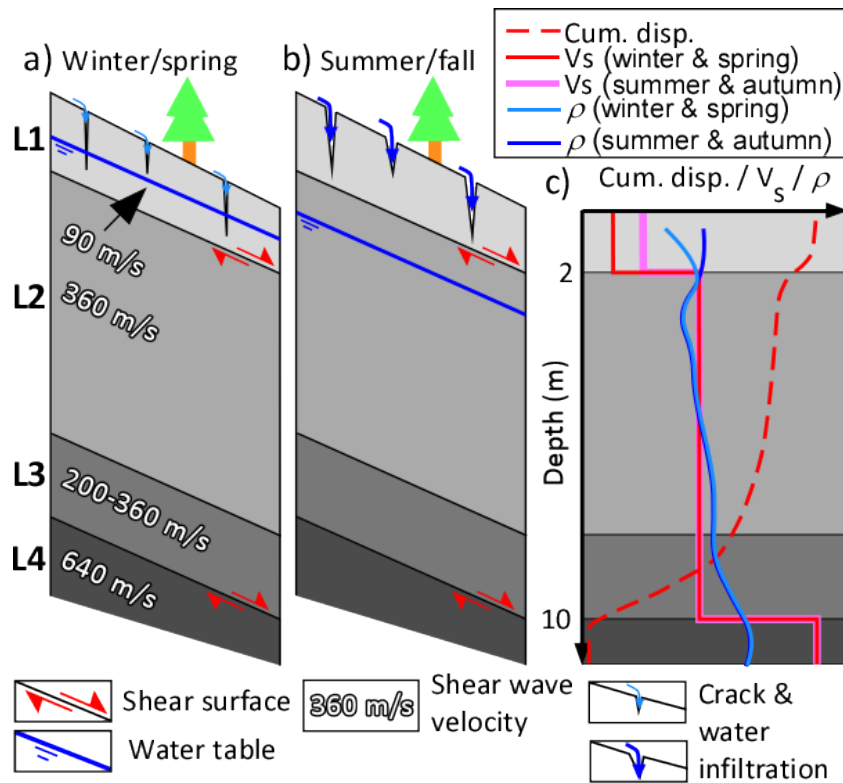 a) Winter/spring
b) Summer/fall
Cum. disp.
Vs (winter & spring)
Vs (summer & autumn)
ρ (winter & spring)
ρ (summer & autumn)
c) Cum. disp. / Vs / ρ
L1
L2
L3
L4
90 m/s
360 m/s
200-360 m/s
640 m/s
2
Depth (m)
10
Shear surface
Water table
360 m/s
Shear wave
velocity
Crack &
water
infiltration